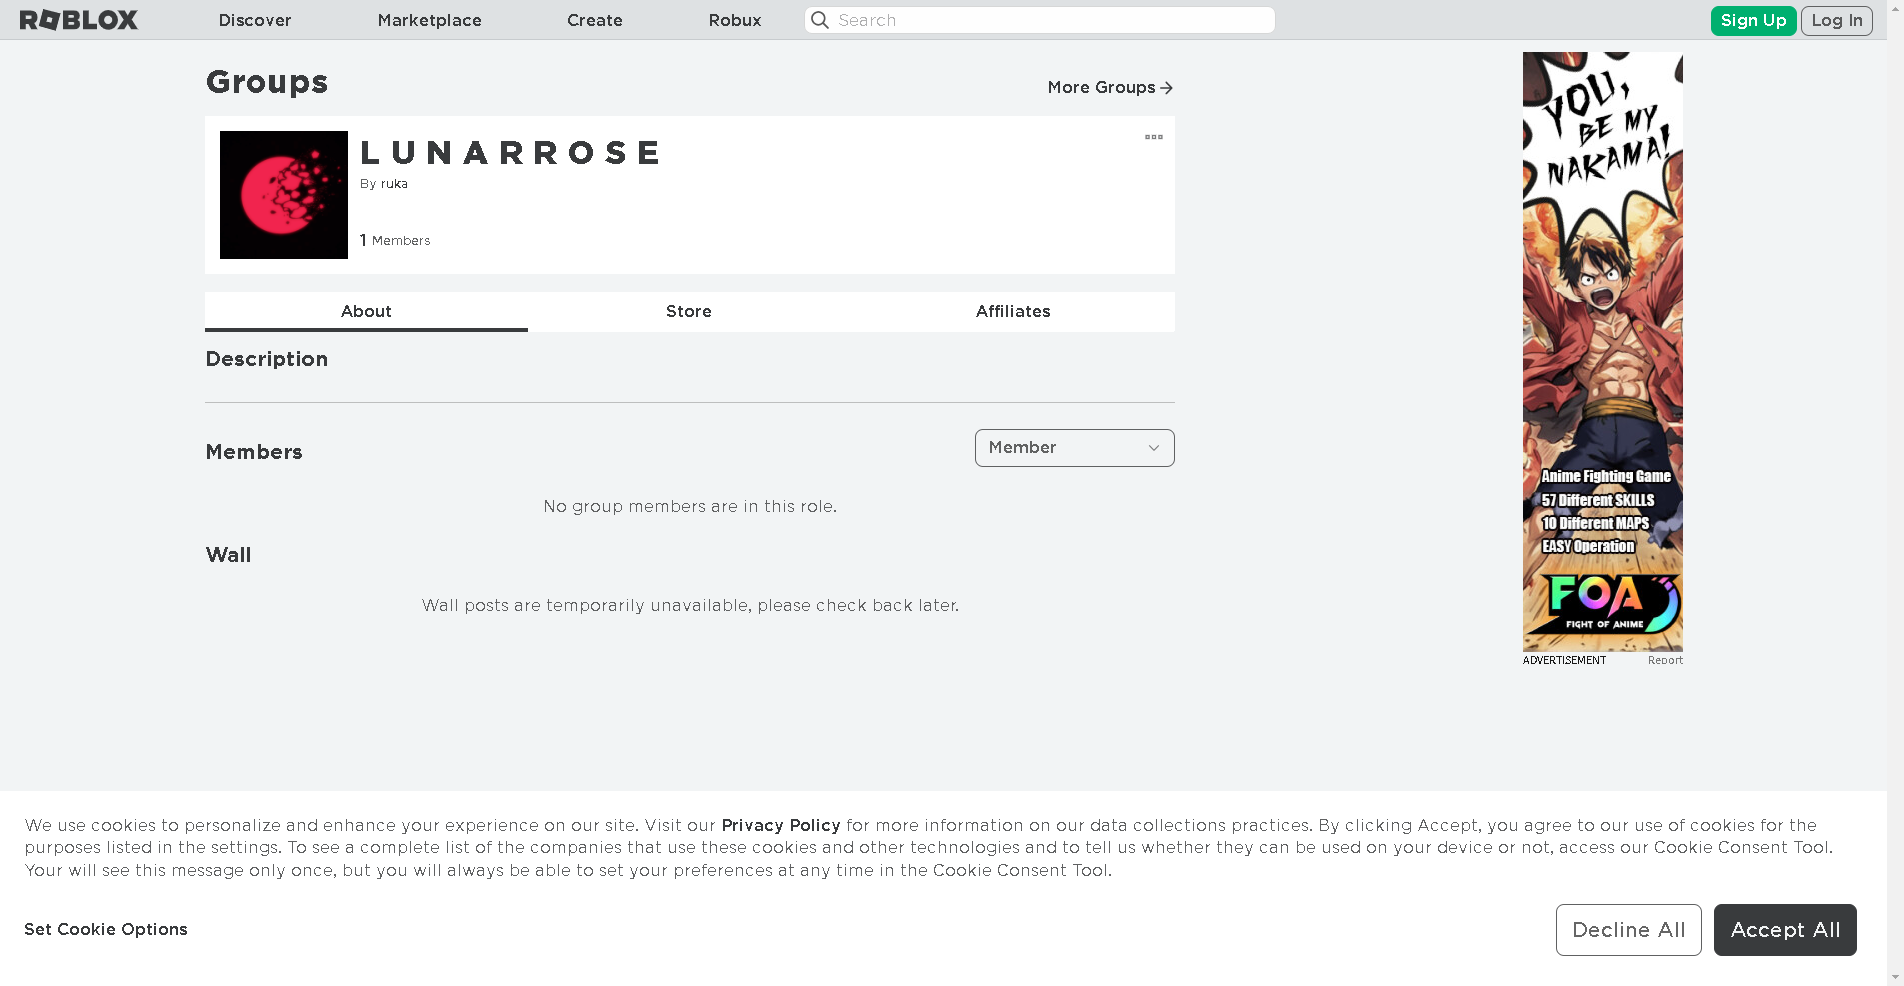 ROBLOX Discover Marketplace Create Robux Search Sign Up Log In
Groups
More Groups
L U N A R R O S E
By ruka
1 Members
About Store Affiliates
Description
Members
Member
No group members are in this role.
Wall
Wall posts are temporarily unavailable, please check back later.
YOU,
BE MY
NAKAMA!
Anime Fighting Game
57 Different SKILLS
10 Different MAPS
EASY Operation
FOA
FIGHT OF ANIME
ADVERTISEMENT Report
We use cookies to personalize and enhance your experience on our site. Visit our Privacy Policy for more information on our data collections practices. By clicking Accept, you agree to our use of cookies for the
purposes listed in the settings. To see a complete list of the companies that use these cookies and other technologies and to tell us whether they can be used on your device or not, access our Cookie Consent Tool.
Your will see this message only once, but you will always be able to set your preferences at any time in the Cookie Consent Tool.
Set Cookie Options
Decline All Accept All